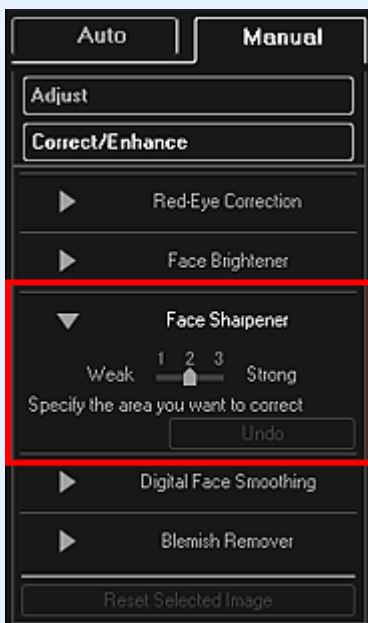 Auto Manual
Adjust
Correct/Enhance
Red-Eye Correction
Face Brightener
Face Sharpener
1 2 3
Weak Strong
Specify the area you want to correct
Undo
Digital Face Smoothing
Blemish Remover
Reset Selected Image